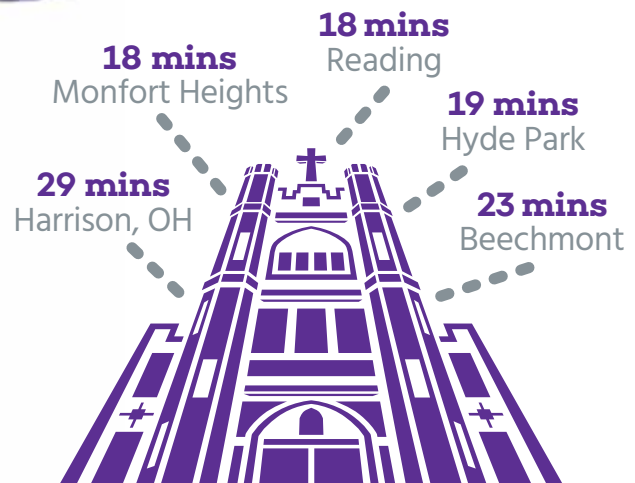 18 mins
Reading
18 mins
Monfort Heights
19 mins
Hyde Park
29 mins
Harrison, OH
23 mins
Beechmont